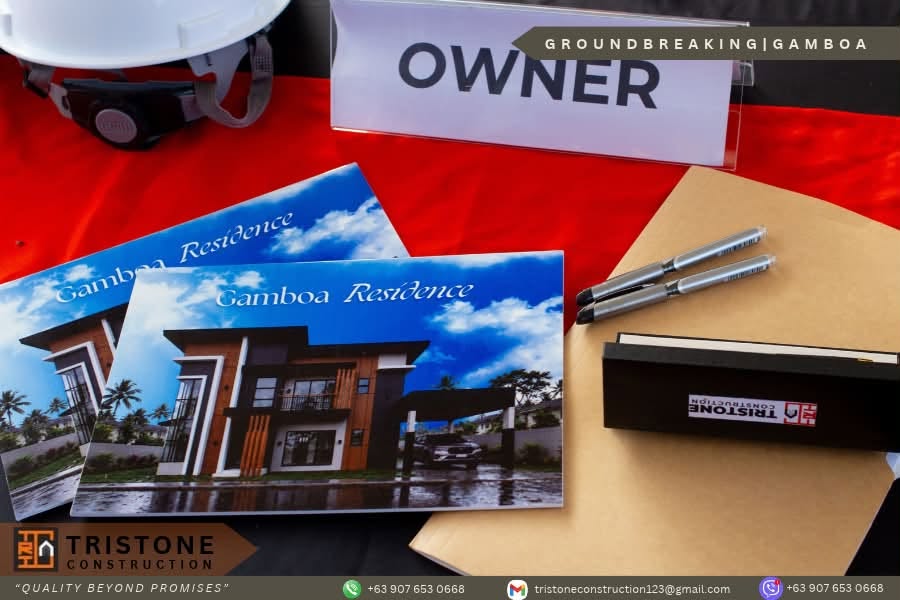 GROUNDBREAKING|GAMBOA
OWNER
Gamboa Residence
Gamboa Residence
TRISTONE
CONSTRUCTION
TRISTONE
CONSTRUCTION
"QUALITY BEYOND PROMISES"
+63 907 653 0668
tristoneconstruction123@gmail.com
+63 907 653 0668